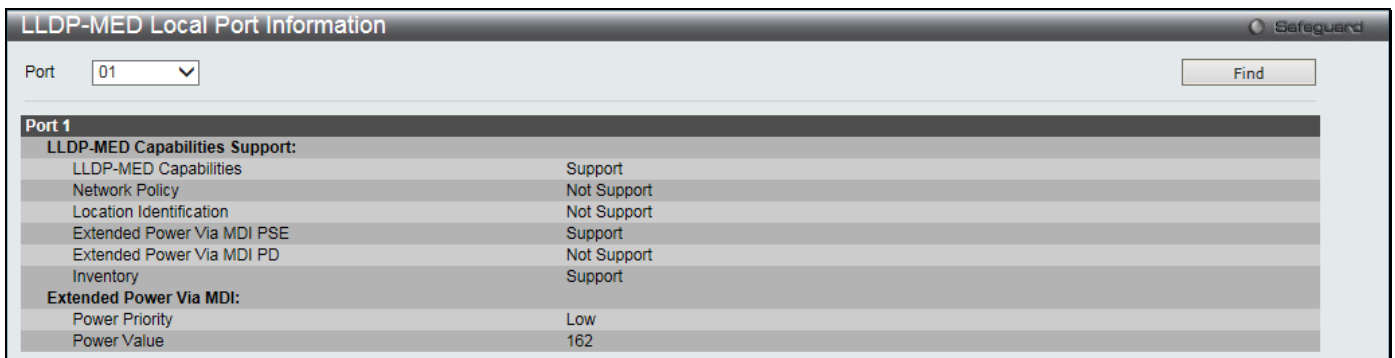 LLDP-MED Local Port Information
Safeguard
Port 01 Find
Port 1
LLDP-MED Capabilities Support:
LLDP-MED Capabilities Support
Network Policy Not Support
Location Identification Not Support
Extended Power Via MDI PSE Support
Extended Power Via MDI PD Not Support
Inventory Support
Extended Power Via MDI:
Power Priority Low
Power Value 162